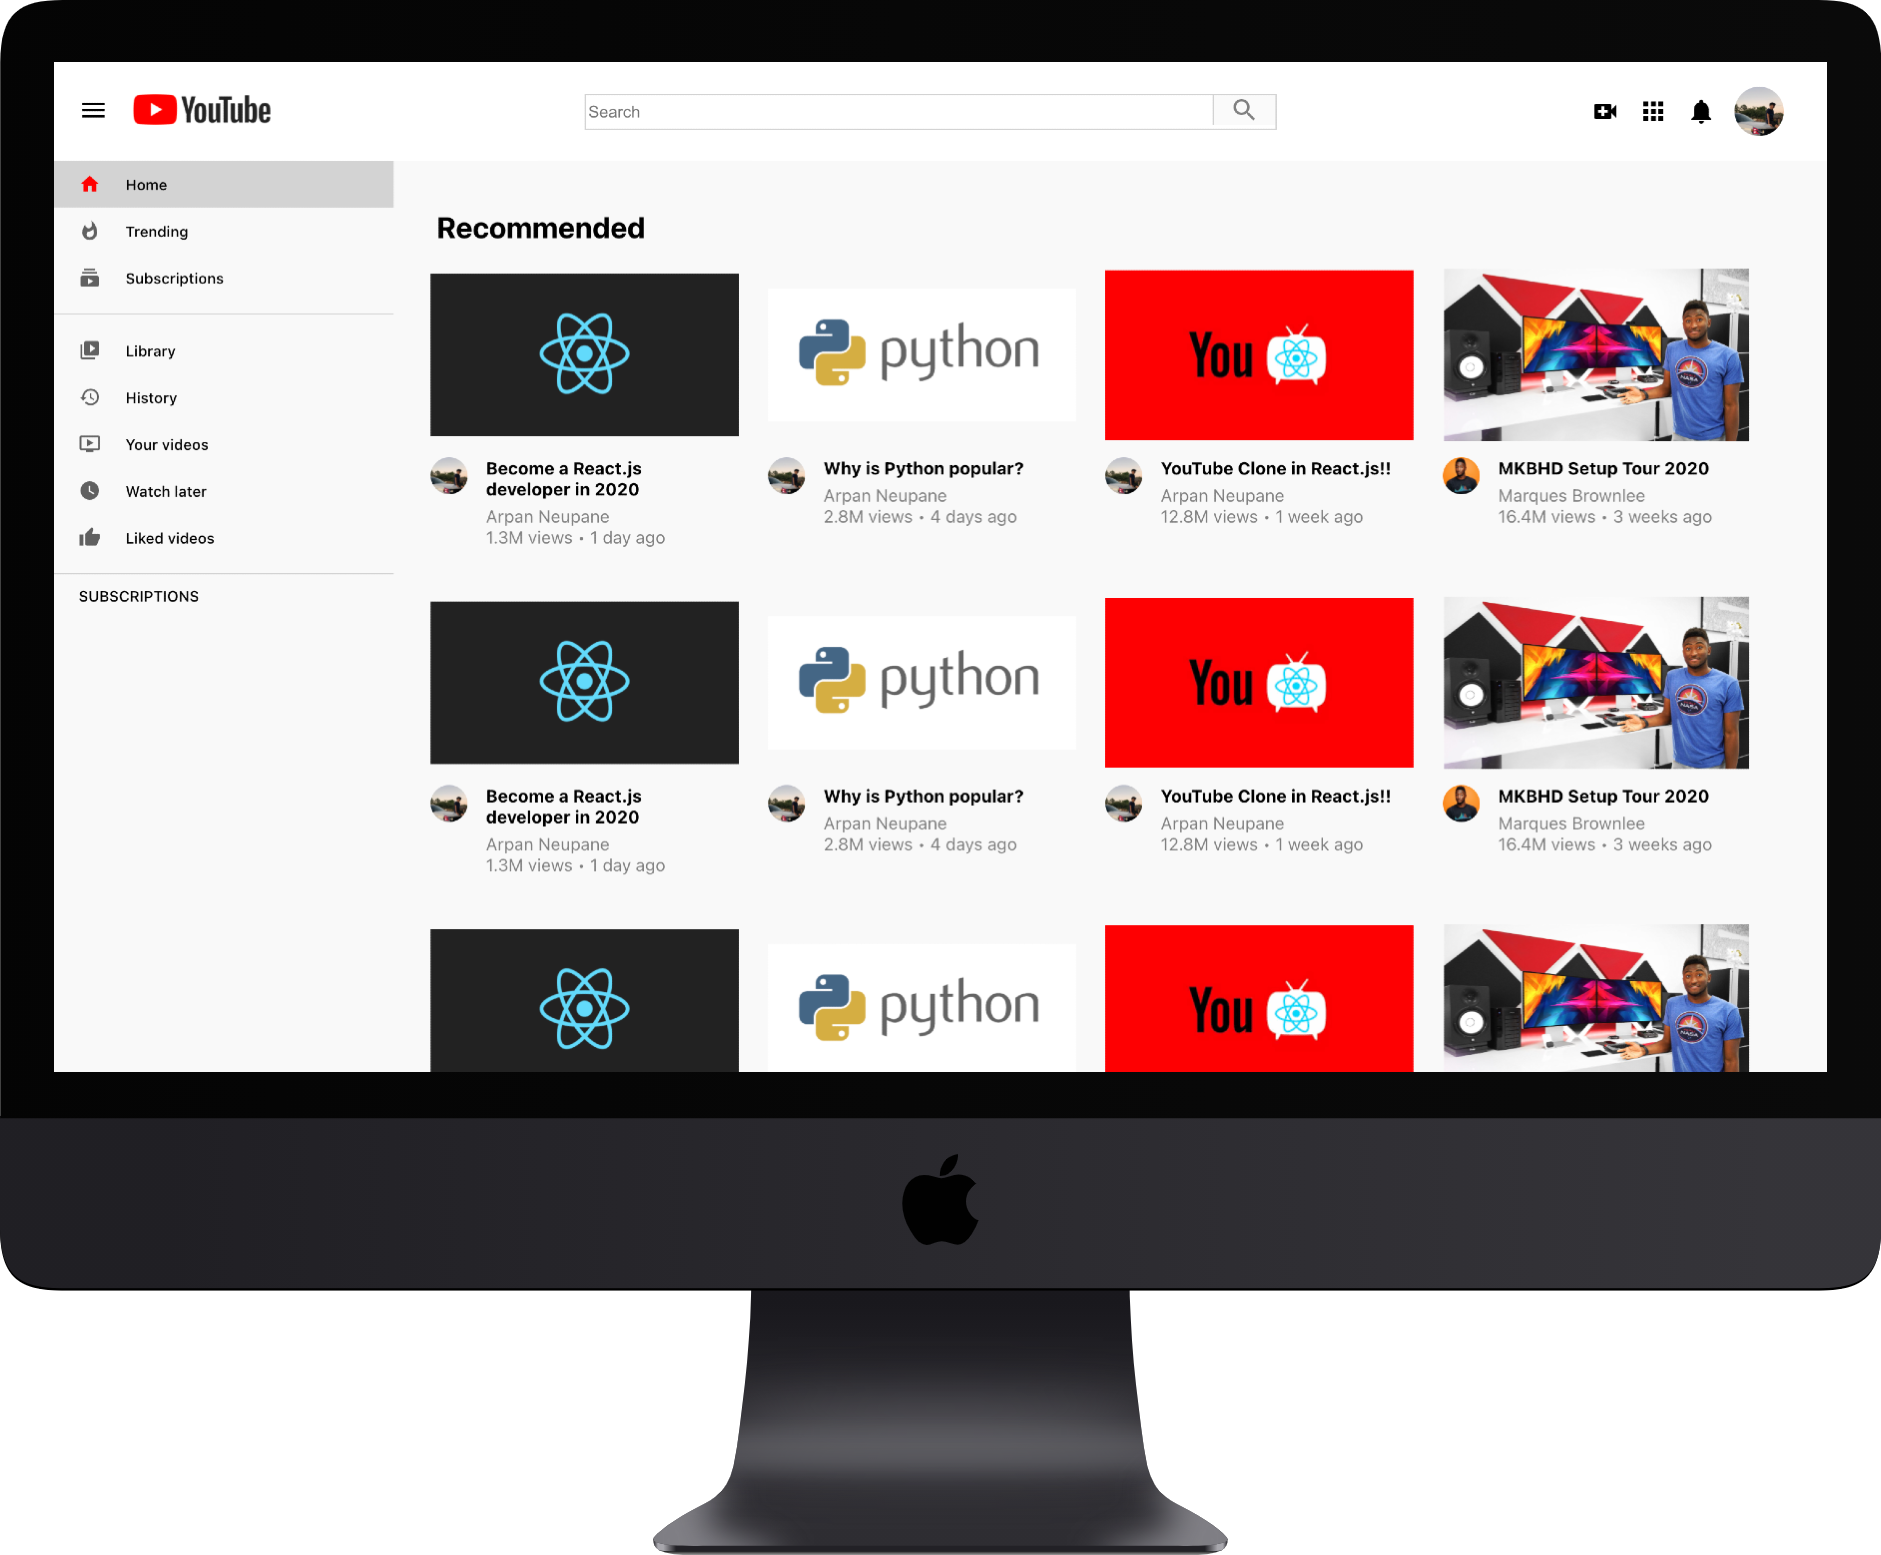 YouTube
Search
Home
Trending
Subscriptions
Library
History
Your videos
Watch later
Liked videos
SUBSCRIPTIONS
Recommended
python
You
NASA
Become a React.js
developer in 2020
Arpan Neupane
1.3M views • 1 day ago
Why is Python popular?
Arpan Neupane
2.8M views • 4 days ago
YouTube Clone in React.js!!
Arpan Neupane
12.8M views • 1 week ago
MKBHD Setup Tour 2020
Marques Brownlee
16.4M views • 3 weeks ago
python
You
NASA
Become a React.js
developer in 2020
Arpan Neupane
1.3M views • 1 day ago
Why is Python popular?
Arpan Neupane
2.8M views • 4 days ago
YouTube Clone in React.js!!
Arpan Neupane
12.8M views • 1 week ago
MKBHD Setup Tour 2020
Marques Brownlee
16.4M views • 3 weeks ago
python
You
NASA